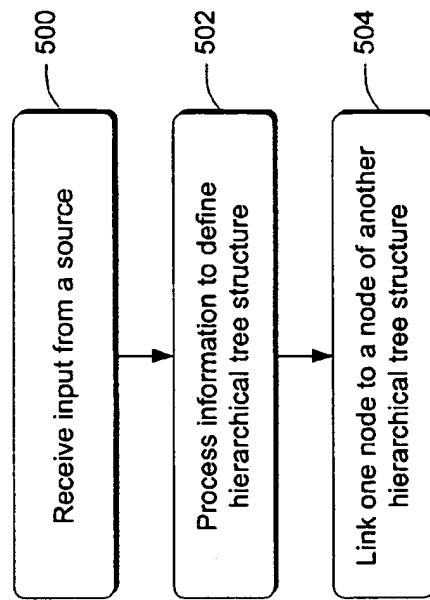 500
Receive input from a source
502
Process information to define
hierarchical tree structure
504
Link one node to a node of another
hierarchical tree structure